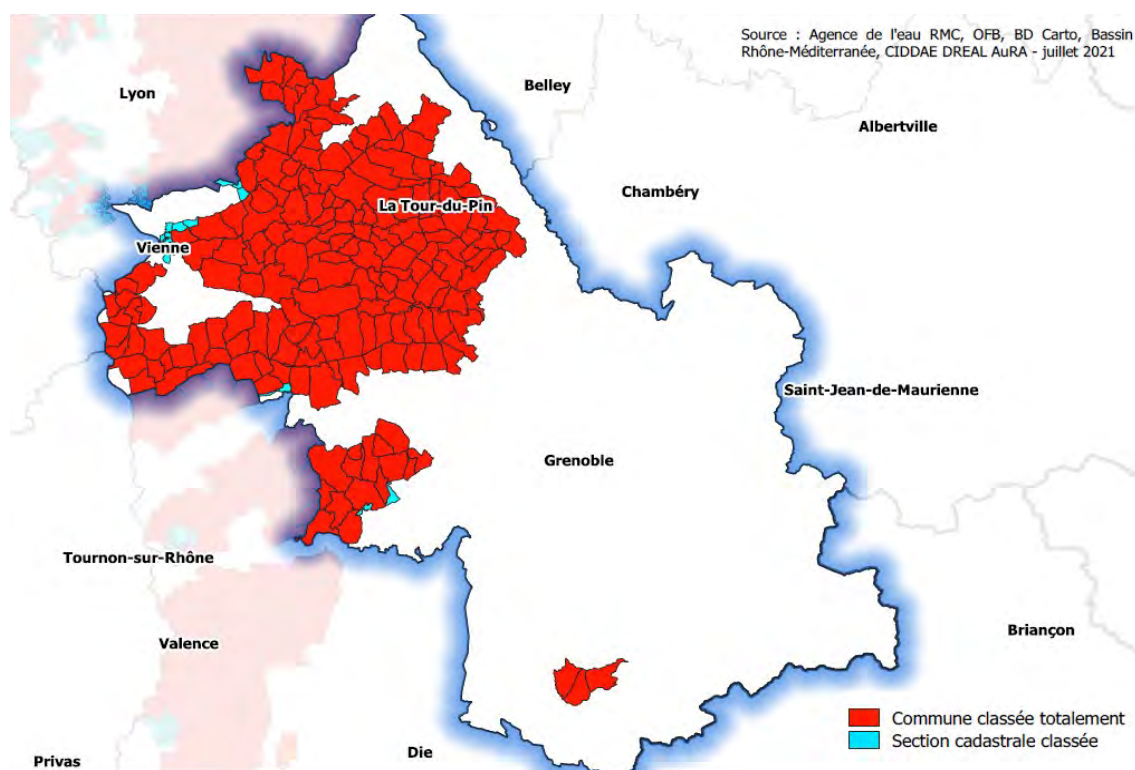 Source : Agence de l'eau RMC, OFB, BD Carto, Bassin
Rhône-Méditerranée, CIDDAE DREAL AuRA - juillet 2021
Lyon
Belley
Albertville
Chambéry
La Tour-du-Pin
Vienne
Saint-Jean-de-Maurienne
Grenoble
Tournon-sur-Rhône
Valence
Briançon
Commune classée totalement
Section cadastrale classée
Die
Privas